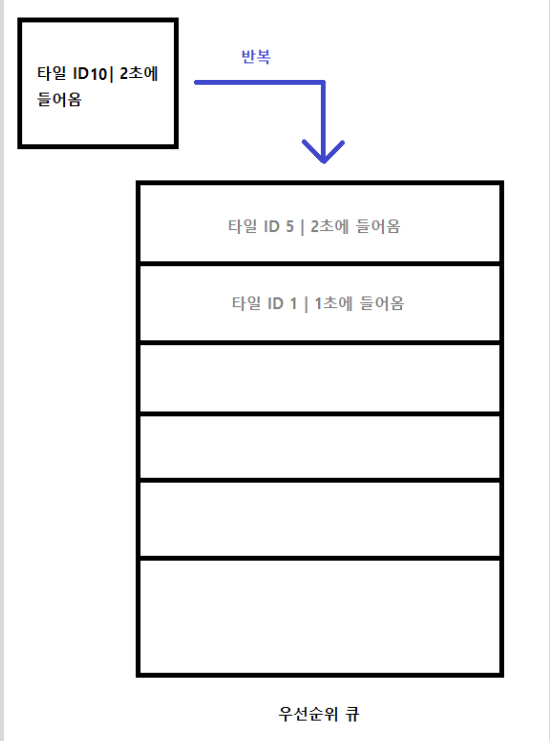 타일 ID10| 2초에
들어옴
반복
타일 ID 5 | 2초에 들어옴
타일 ID 1 | 1초에 들어옴
우선순위 큐